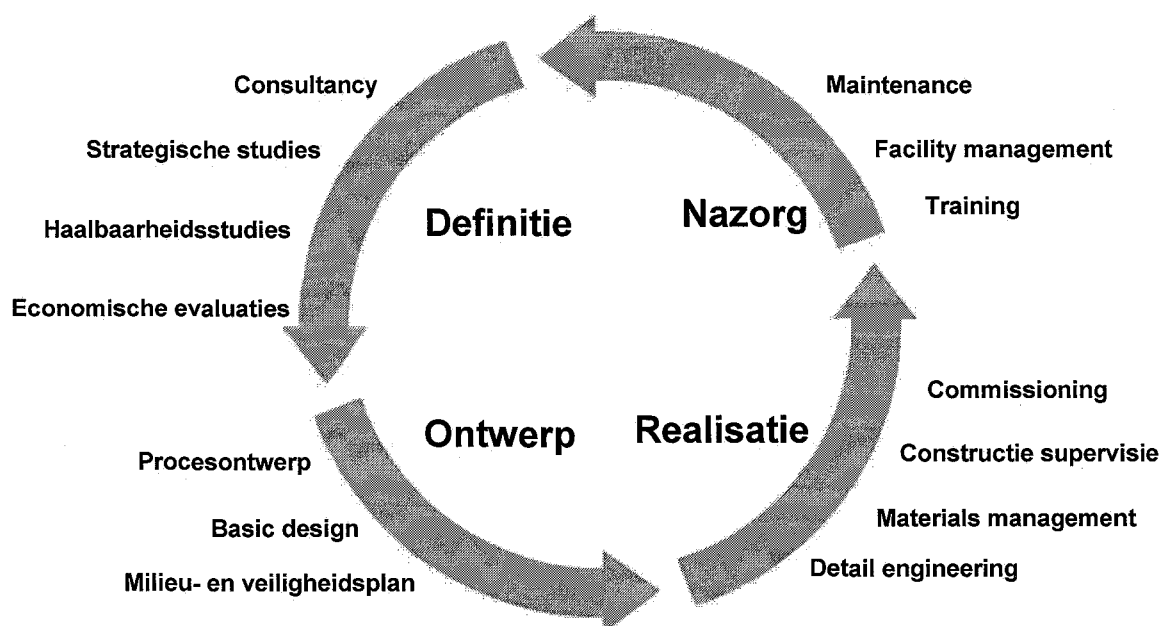 Consultancy
Strategische studies
Haalbaarheidsstudies
Economische evaluaties
Definitie
Procesontwerp
Basic design
Milieu- en veiligheidsplan
Ontwerp
Realisatie
Commissioning
Constructie supervisie
Materials management
Detail engineering
Nazorg
Maintenance
Facility management
Training